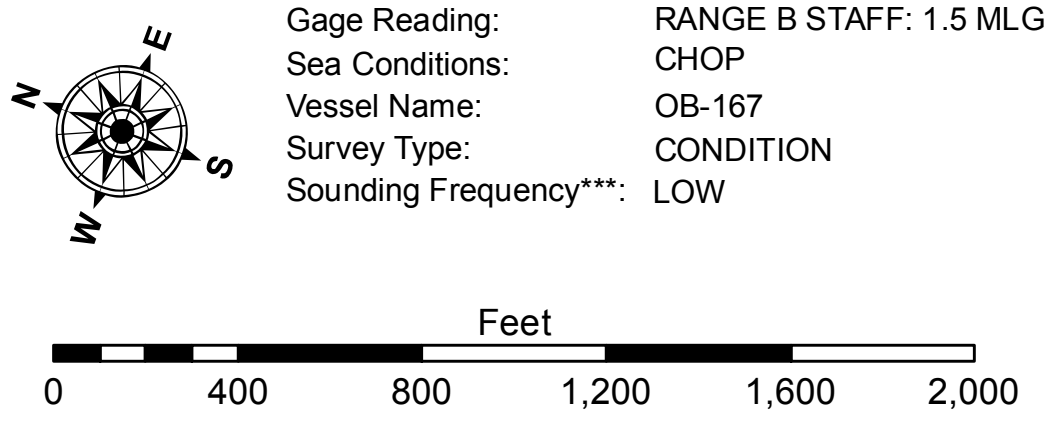 N
E
S
W
Gage Reading: RANGE B STAFF: 1.5 MLG
Sea Conditions: CHOP
Vessel Name: OB-167
Survey Type: CONDITION
Sounding Frequency***: LOW
Feet
0 400 800 1,200 1,600 2,000